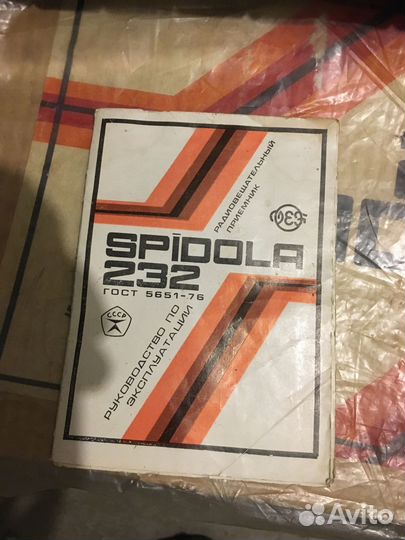 РАДИОВЕЩАТЕЛЬНЫЙ
ПРИЕМНИК
SPĪDOLA
232
ГОСТ 5651-76
СССР
РУКОВОДСТВО ПО
ЭКСПЛУАТАЦИИ
Avito